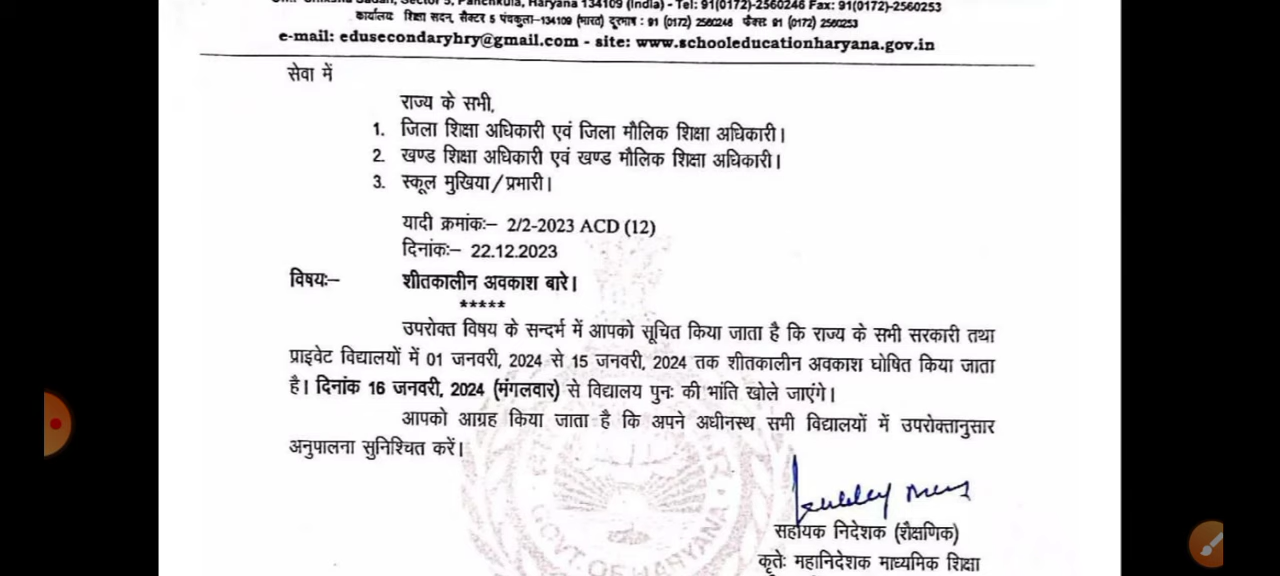 Shiksha Sadan, Sector 5, Panchkula, Haryana 134109 (India) - Tel: 91(0172)-2560246 Fax: 91(0172)-2560253
कार्यालय शिक्षा सदन, सैक्टर 5 पंचकुला-134109 (भारत) दूरभाष : 91 (0172) 2560246 फैक्स 91 (0172) 2560253
e-mail: edusecondaryhry@gmail.com - site: www.schooleducationharyana.gov.in
सेवा में
राज्य के सभी,
1. जिला शिक्षा अधिकारी एवं जिला मौलिक शिक्षा अधिकारी।
2. खण्ड शिक्षा अधिकारी एवं खण्ड मौलिक शिक्षा अधिकारी।
3. स्कूल मुखिया/प्रभारी।
यादी क्रमांकः- 2/2-2023 ACD (12)
दिनांकः- 22.12.2023
विषयः- शीतकालीन अवकाश बारे।
*****
उपरोक्त विषय के सन्दर्भ में आपको सूचित किया जाता है कि राज्य के सभी सरकारी तथा
प्राइवेट विद्यालयों में 01 जनवरी, 2024 से 15 जनवरी, 2024 तक शीतकालीन अवकाश घोषित किया जाता
है। दिनांक 16 जनवरी, 2024 (मंगलवार) से विद्यालय पुनः की भांति खोले जाएंगे।
आपको आग्रह किया जाता है कि अपने अधीनस्थ सभी विद्यालयों में उपरोक्तानुसार
अनुपालना सुनिश्चित करें।
GOVT. OF HARYANA
सहायक निदेशक (शैक्षणिक)
कृतेः महानिदेशक माध्यमिक शिक्षा